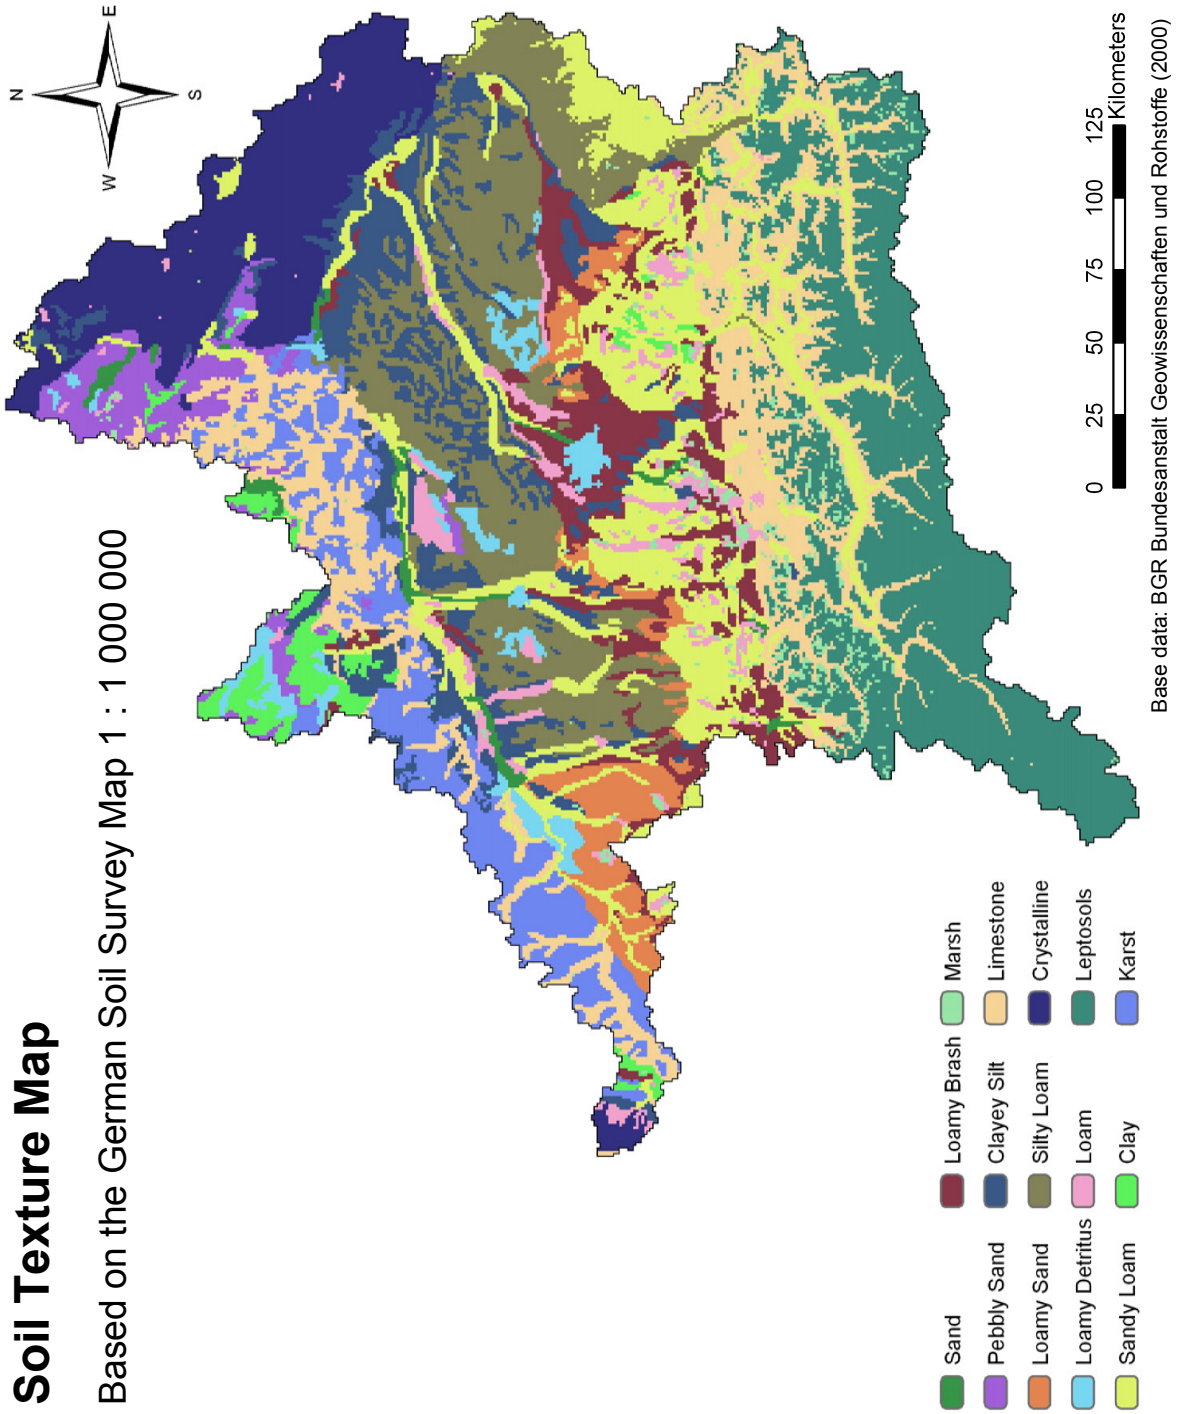 Soil Texture Map
Based on the German Soil Survey Map 1 : 1 000 000
N
E
S
W
Sand
Pebbly Sand
Loamy Sand
Loamy Detritus
Sandy Loam
Loamy Brash
Clayey Silt
Silty Loam
Loam
Clay
Marsh
Limestone
Crystalline
Leptosols
Karst
0 25 50 75 100 125
Kilometers
Base data: BGR Bundesanstalt Geowissenschaften und Rohstoffe (2000)